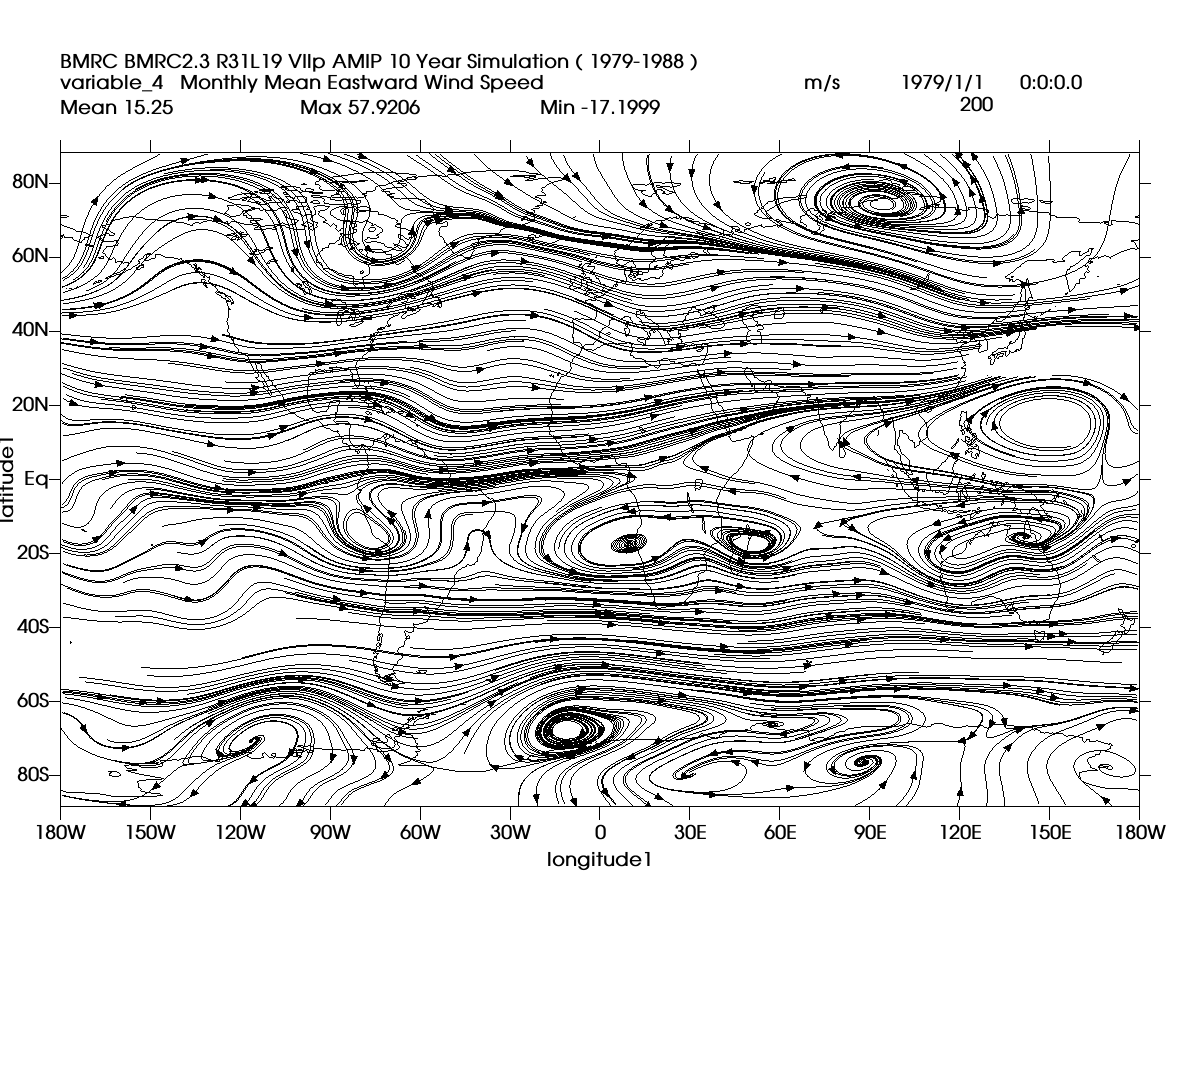 BMRC BMRC2.3 R31L19 VIIp AMIP 10 Year Simulation ( 1979-1988 )
variable_4 Monthly Mean Eastward Wind Speed m/s 1979/1/1 0:0:0.0
Mean 15.25 Max 57.9206 Min -17.1999 200
80N
60N
40N
20N
Eq
20S
40S
60S
80S
latitude1
180W 150W 120W 90W 60W 30W 0 30E 60E 90E 120E 150E 180W
longitude1